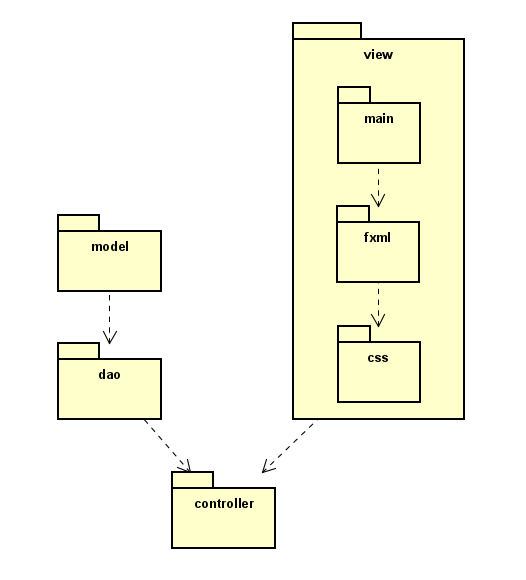 view
main
fxml
css
model
dao
controller